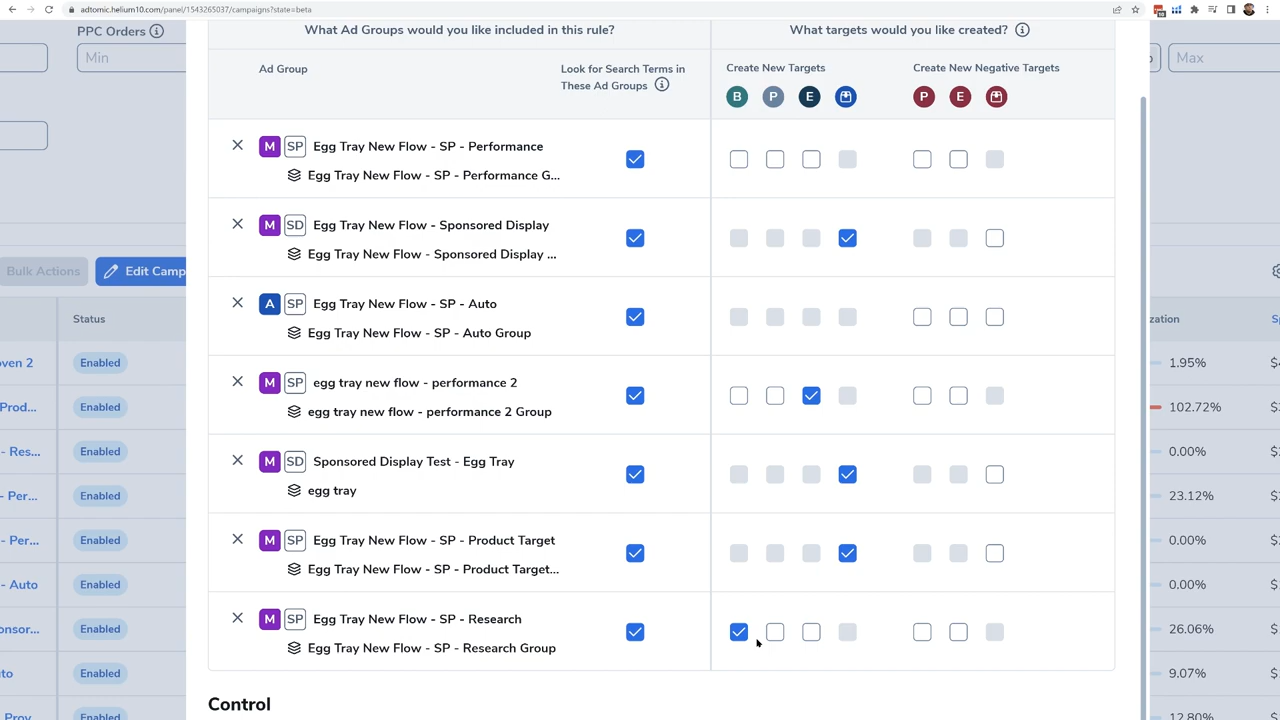 adtomic.helium10.com/panel/1543265037/campaigns?state=beta
PPC Orders
Min
Max
Bulk Actions
Edit Camp
Status
zation
Sp
oven 2
Enabled
1.95%
Prod...
Enabled
102.72%
- Res...
Enabled
0.00%
- Per...
Enabled
23.12%
- Per...
Enabled
0.00%
- Auto
Enabled
0.00%
onsor...
Enabled
26.06%
uto
Enabled
9.07%
Prov
Enabled
12.80%
What Ad Groups would you like included in this rule?
What targets would you like created?
Ad Group
Look for Search Terms in
These Ad Groups
Create New Targets
Create New Negative Targets
B P E
P E
M SP Egg Tray New Flow - SP - Performance
Egg Tray New Flow - SP - Performance G...
M SD Egg Tray New Flow - Sponsored Display
Egg Tray New Flow - Sponsored Display ...
A SP Egg Tray New Flow - SP - Auto
Egg Tray New Flow - SP - Auto Group
M SP egg tray new flow - performance 2
egg tray new flow - performance 2 Group
M SD Sponsored Display Test - Egg Tray
egg tray
M SP Egg Tray New Flow - SP - Product Target
Egg Tray New Flow - SP - Product Target...
M SP Egg Tray New Flow - SP - Research
Egg Tray New Flow - SP - Research Group
Control